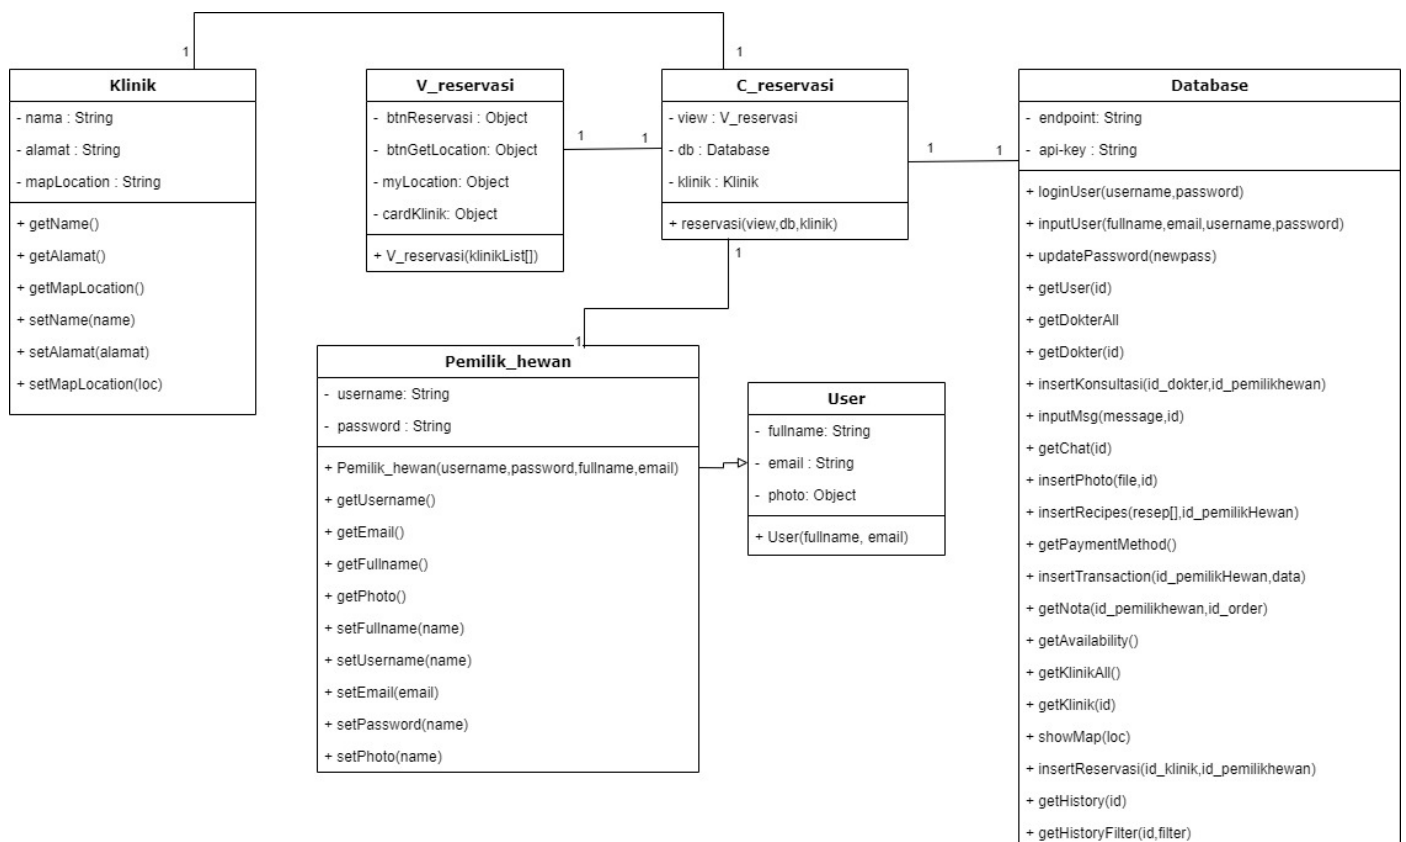 1
1
Klinik
- nama : String
- alamat : String
- mapLocation : String
+ getName()
+ getAlamat()
+ getMapLocation()
+ setName(name)
+ setAlamat(alamat)
+ setMapLocation(loc)
V_reservasi
- btnReservasi : Object
- btnGetLocation: Object
- myLocation: Object
- cardKlinik: Object
+ V_reservasi(klinikList[])
1
1
C_reservasi
- view : V_reservasi
- db : Database
- klinik : Klinik
+ reservasi(view,db,klinik)
1
1
1
1
Database
- endpoint: String
- api-key : String
+ loginUser(username,password)
+ inputUser(fullname,email,username,password)
+ updatePassword(newpass)
+ getUser(id)
+ getDokterAll
+ getDokter(id)
+ insertKonsultasi(id_dokter,id_pemilikhewan)
+ inputMsg(message,id)
+ getChat(id)
+ insertPhoto(file,id)
+ insertRecipes(resep[],id_pemilikHewan)
+ getPaymentMethod()
+ insertTransaction(id_pemilikHewan,data)
+ getNota(id_pemilikhewan,id_order)
+ getAvailability()
+ getKlinikAll()
+ getKlinik(id)
+ showMap(loc)
+ insertReservasi(id_klinik,id_pemilikhewan)
+ getHistory(id)
+ getHistoryFilter(id,filter)
Pemilik_hewan
- username: String
- password : String
+ Pemilik_hewan(username,password,fullname,email)
+ getUsername()
+ getEmail()
+ getFullname()
+ getPhoto()
+ setFullname(name)
+ setUsername(name)
+ setEmail(email)
+ setPassword(name)
+ setPhoto(name)
User
- fullname: String
- email : String
- photo: Object
+ User(fullname, email)